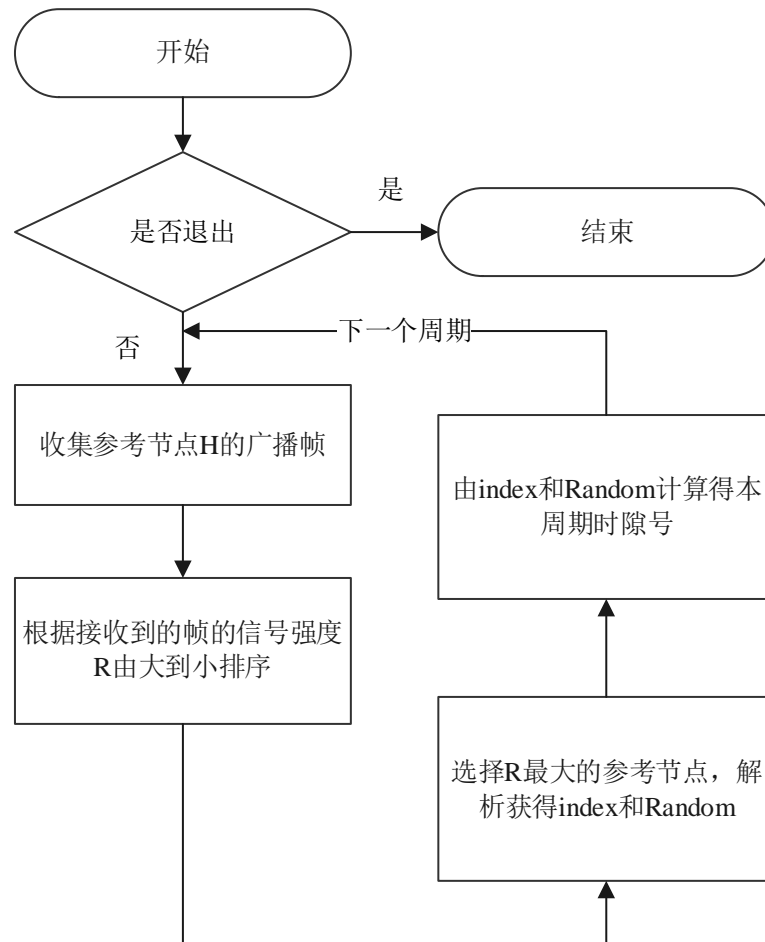 开始
是否退出
是
结束
否
下一个周期
收集参考节点H的广播帧
由index和Random计算得本
周期时隙号
根据接收到的帧的信号强度
R由大到小排序
选择R最大的参考节点，解
析获得index和Random